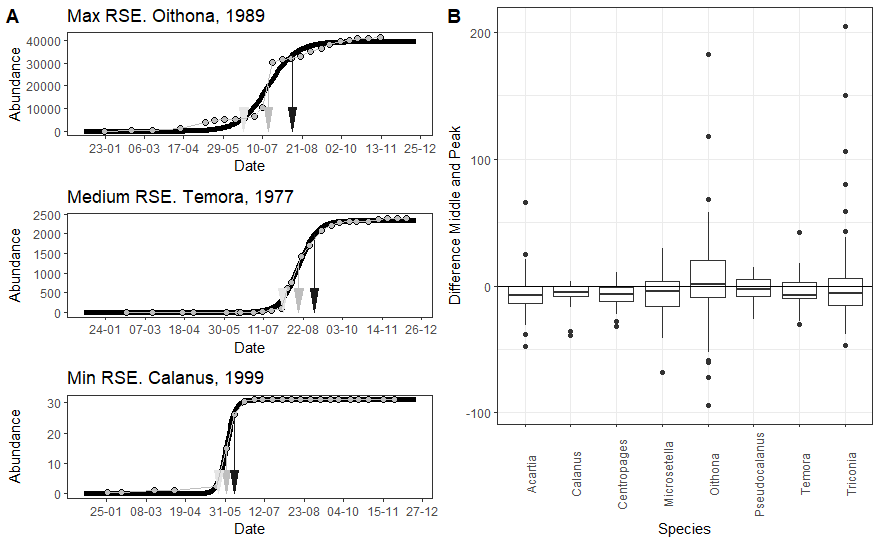 A
Max RSE. Oithona, 1989
Abundance
40000
30000
20000
10000
0
23-01 06-03 17-04 29-05 10-07 21-08 02-10 13-11 25-12
Date
Medium RSE. Temora, 1977
Abundance
2500
2000
1500
1000
500
0
24-01 07-03 18-04 30-05 11-07 22-08 03-10 14-11 26-12
Date
Min RSE. Calanus, 1999
Abundance
30
20
10
0
25-01 08-03 19-04 31-05 12-07 23-08 04-10 15-11 27-12
Date
B
Difference Middle and Peak
200
100
0
-100
Acartia
Calanus
Centropages
Microsetella
Oithona
Pseudocalanus
Temora
Triconia
Species